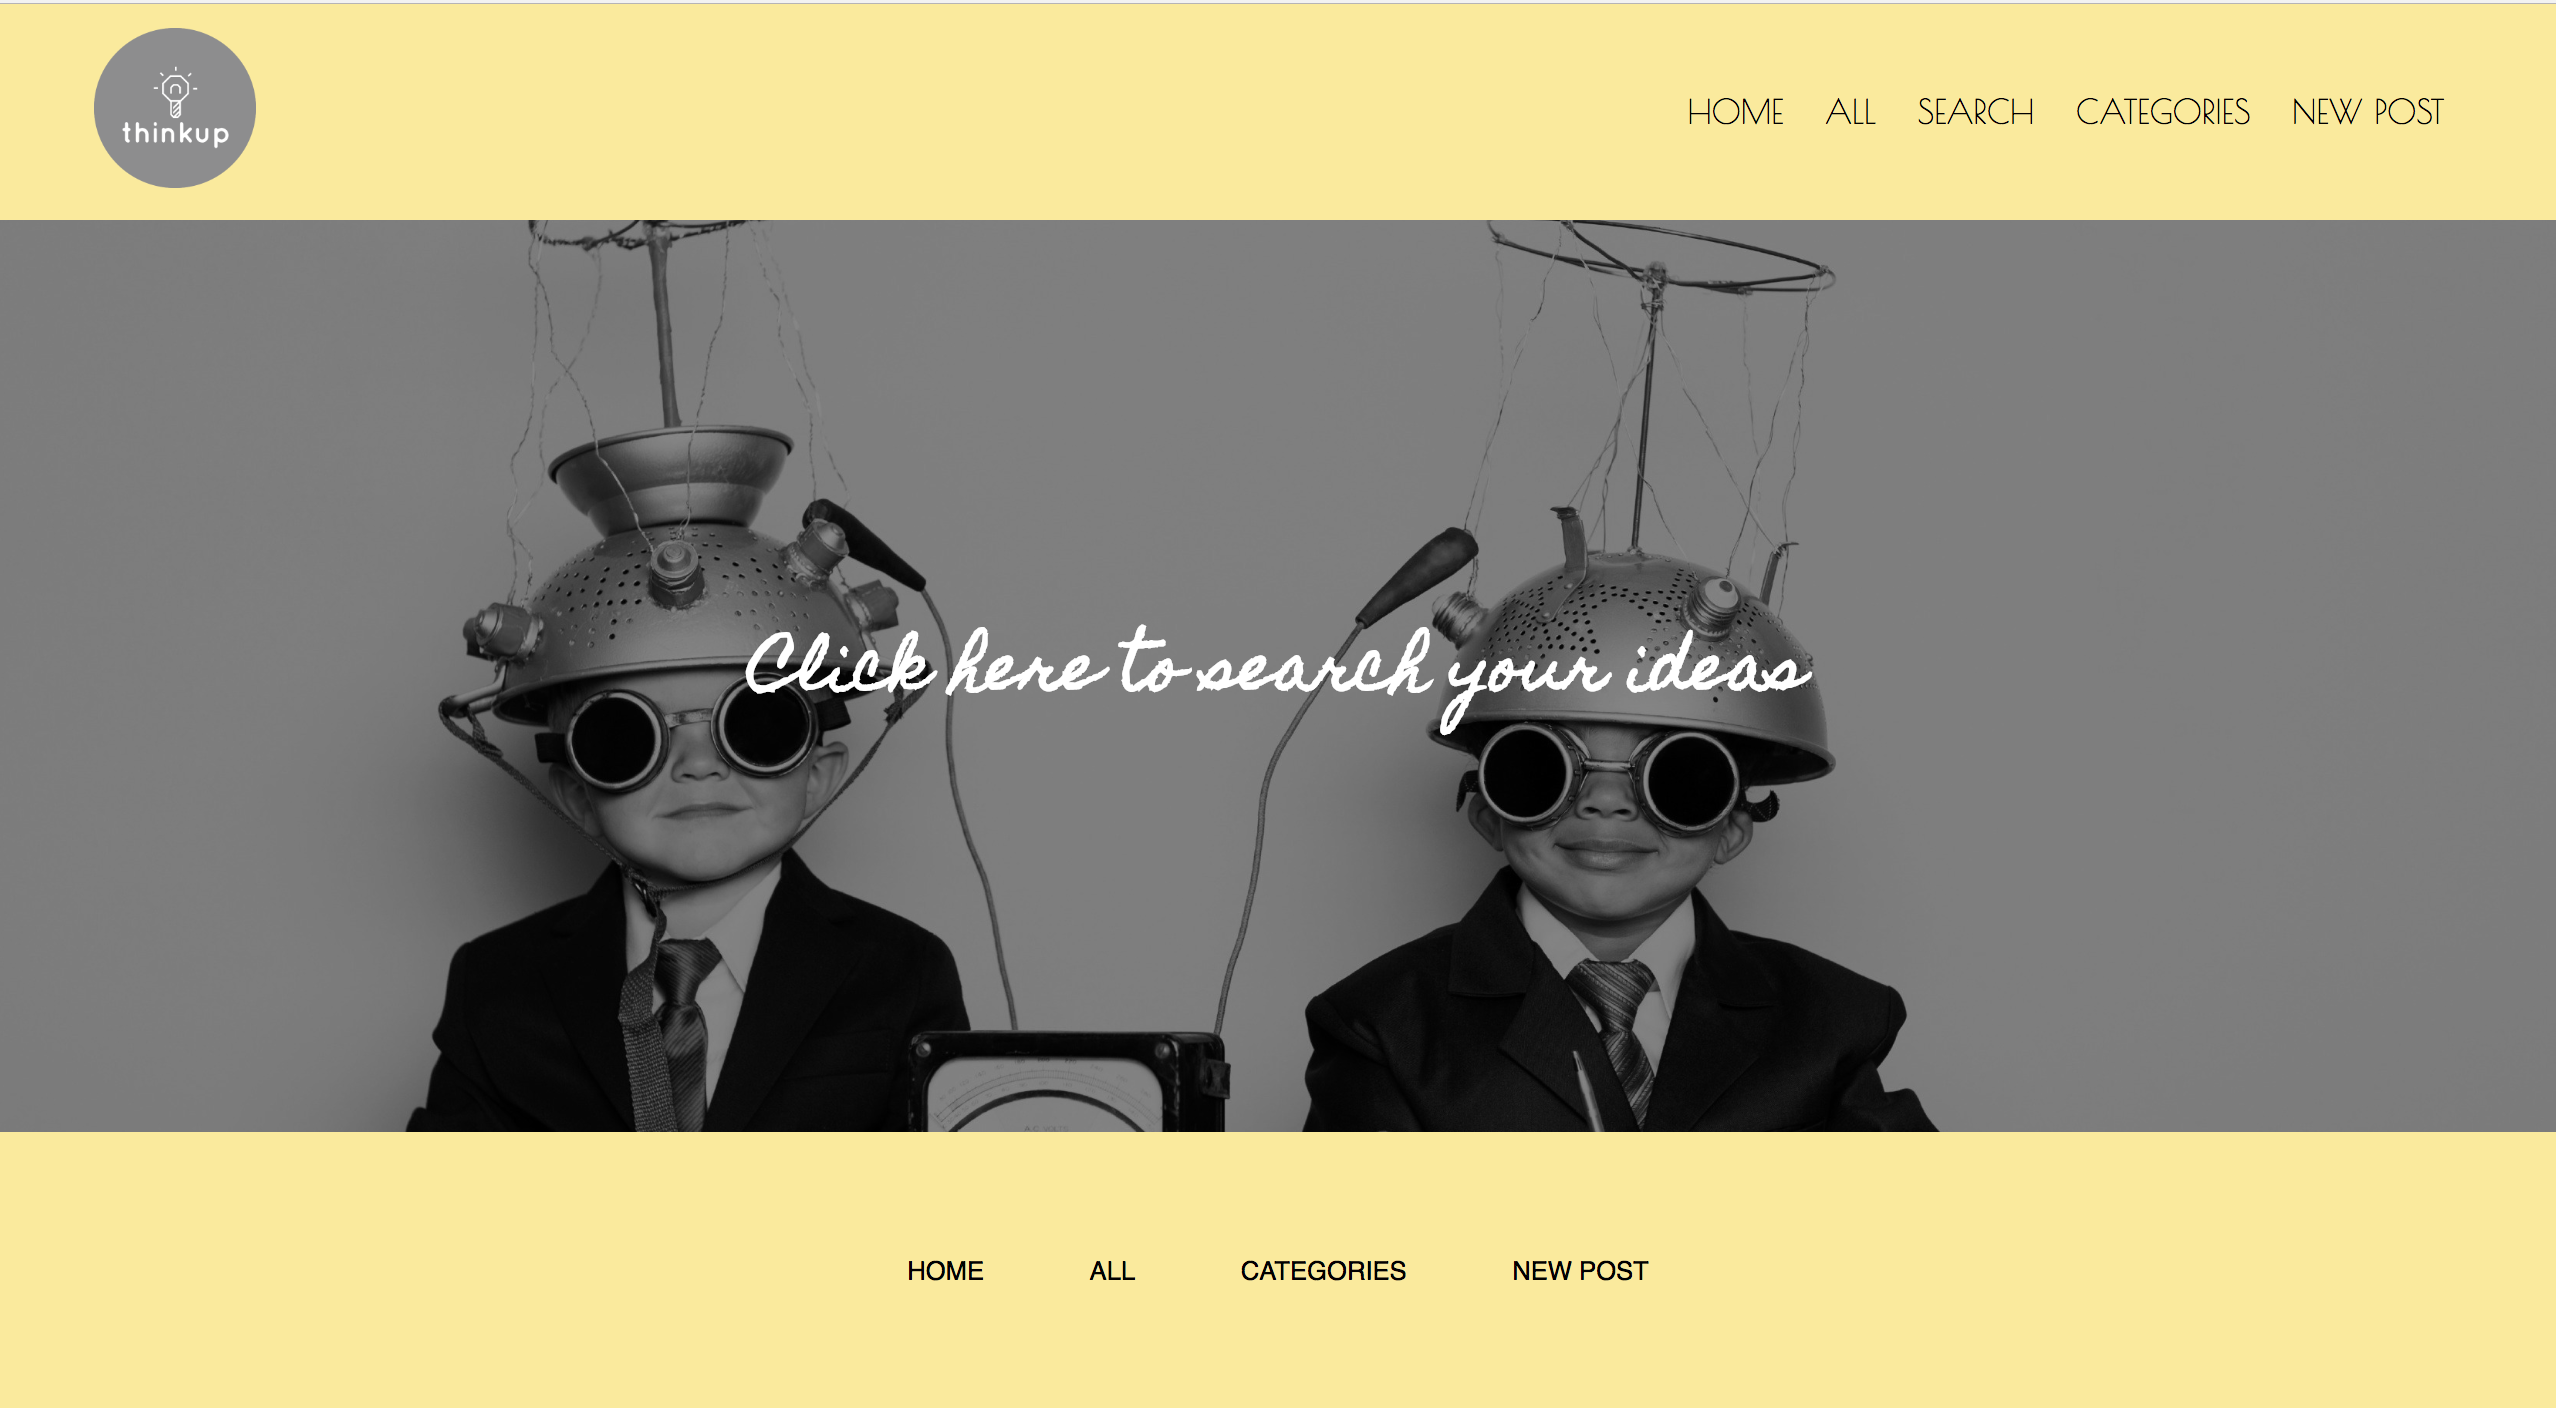 thinkup
HOME ALL SEARCH CATEGORIES NEW POST
Click here to search your ideas
HOME ALL CATEGORIES NEW POST